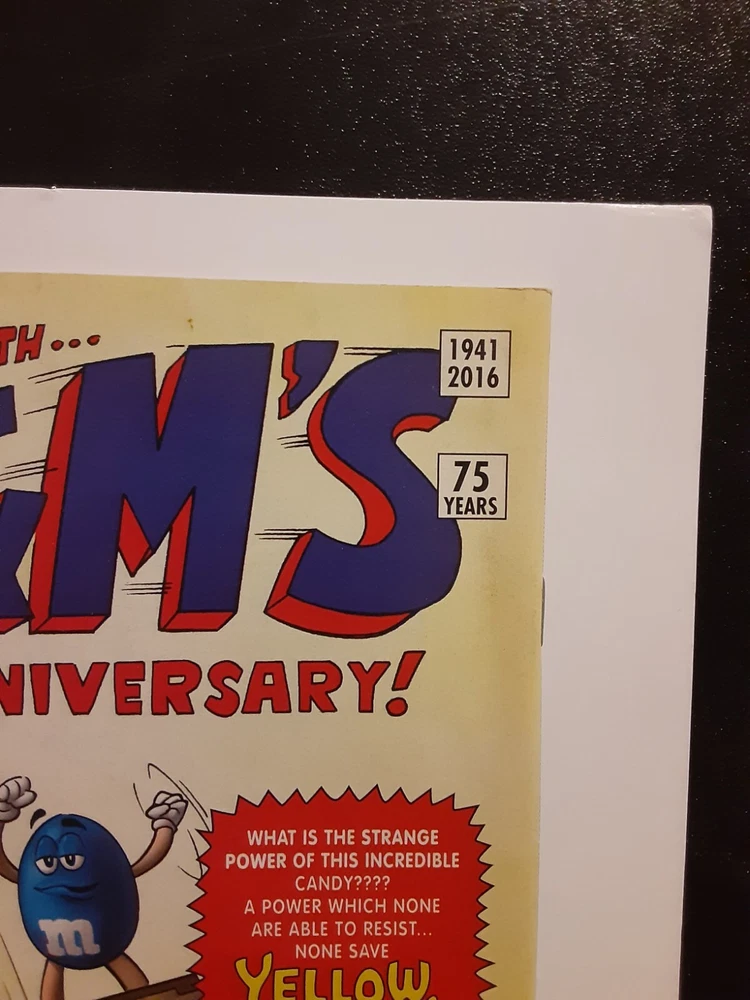 TH...
M'S
1941
2016
75
YEARS
NIVERSARY!
WHAT IS THE STRANGE
POWER OF THIS INCREDIBLE
CANDY????
A POWER WHICH NONE
ARE ABLE TO RESIST...
NONE SAVE
YELLOW.
m